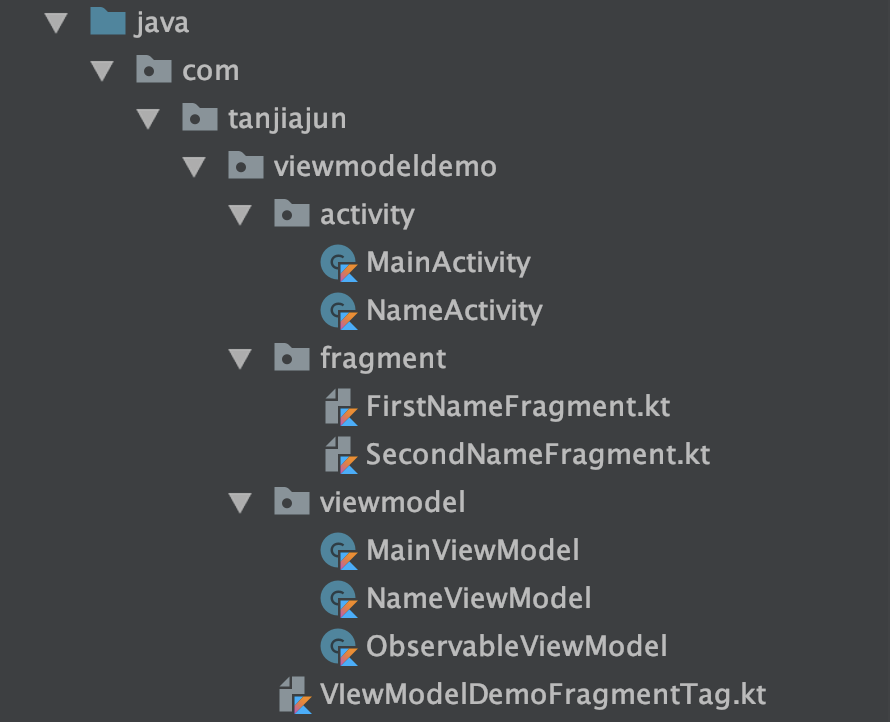 java
com
tanjiajun
viewmodeldemo
activity
MainActivity
NameActivity
fragment
FirstNameFragment.kt
SecondNameFragment.kt
viewmodel
MainViewModel
NameViewModel
ObservableViewModel
VIewModelDemoFragmentTag.kt